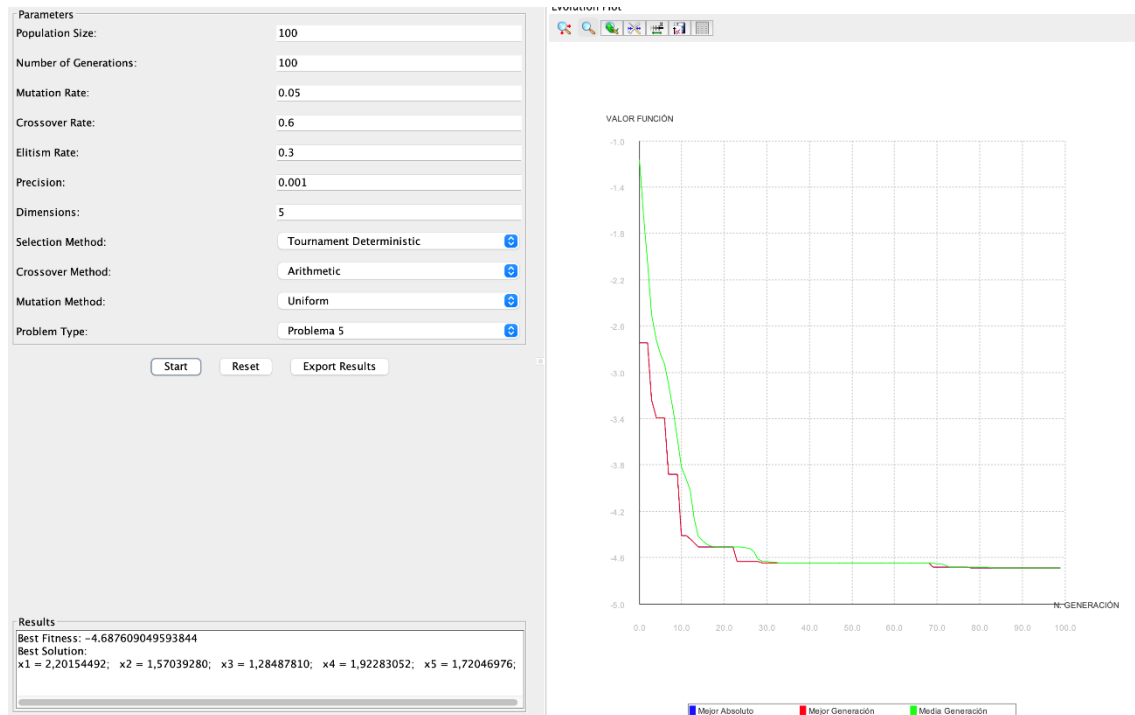 Parameters
Population Size: 100
Number of Generations: 100
Mutation Rate: 0.05
Crossover Rate: 0.6
Elitism Rate: 0.3
Precision: 0.001
Dimensions: 5
Selection Method: Tournament Deterministic
Crossover Method: Arithmetic
Mutation Method: Uniform
Problem Type: Problema 5
Start Reset Export Results
Results
Best Fitness: -4.687609049593844
Best Solution:
x1 = 2,20154492; x2 = 1,57039280; x3 = 1,28487810; x4 = 1,92283052; x5 = 1,72046976;
Evolution Plot
VALOR FUNCIÓN
-1.0
-1.4
-1.8
-2.2
-2.6
-3.0
-3.4
-3.8
-4.2
-4.6
-5.0
N. GENERACIÓN
0.0 10.0 20.0 30.0 40.0 50.0 60.0 70.0 80.0 90.0 100.0
Mejor Absoluto Mejor Generación Media Generación